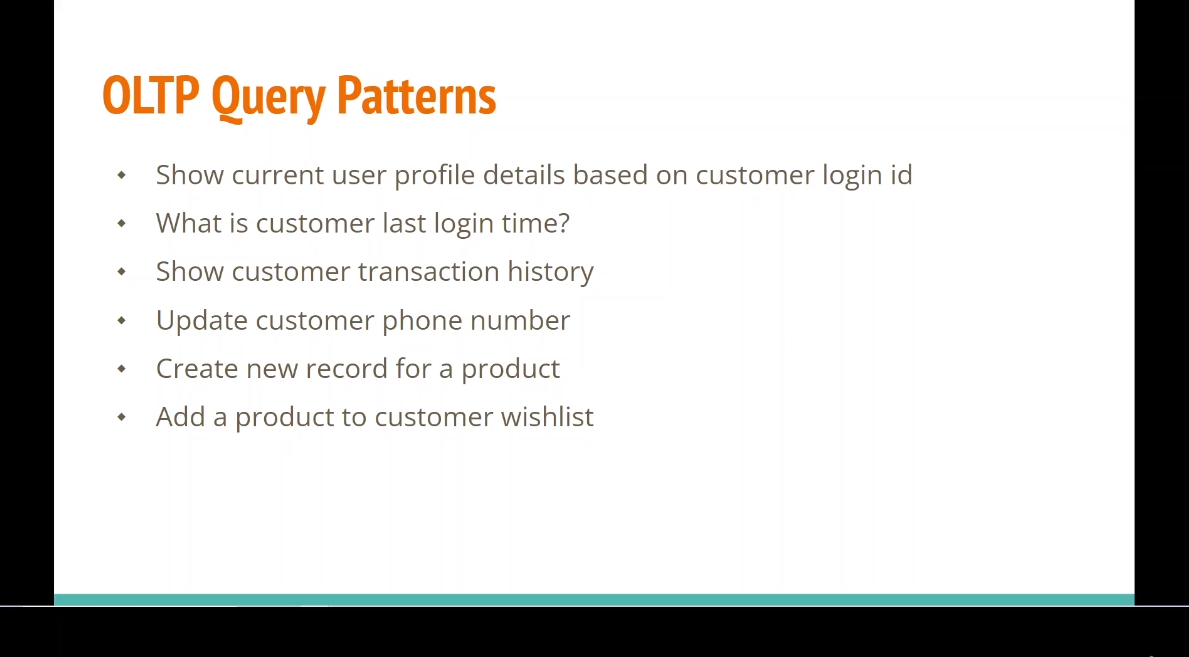 OLTP Query Patterns
Show current user profile details based on customer login id
What is customer last login time?
Show customer transaction history
Update customer phone number
Create new record for a product
Add a product to customer wishlist